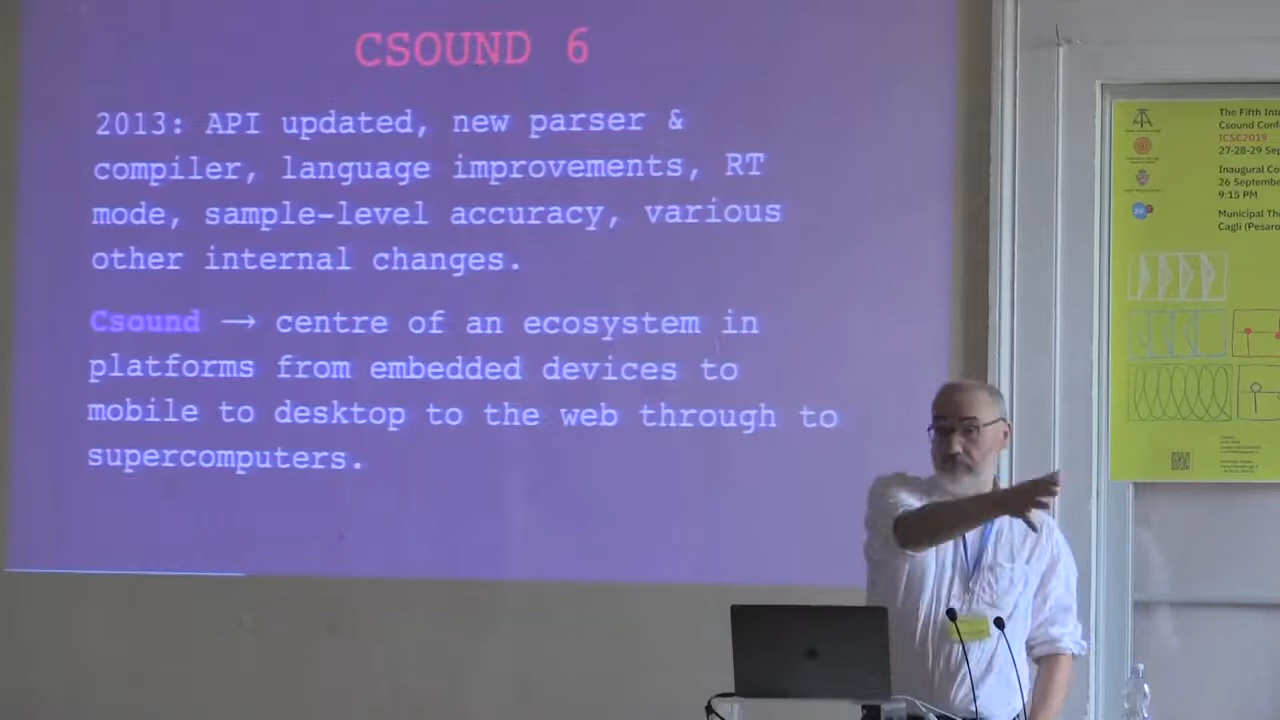 CSOUND 6
2013: API updated, new parser &
compiler, language improvements, RT
mode, sample-level accuracy, various
other internal changes.
Csound → centre of an ecosystem in
platforms from embedded devices to
mobile to desktop to the web through to
supercomputers.
The Fifth Int
Csound Conf
ICSC2019
27-28-29 Sep
Inaugural Co
26 Septembe
9:15 PM
Municipal The
Cagli (Pesaro